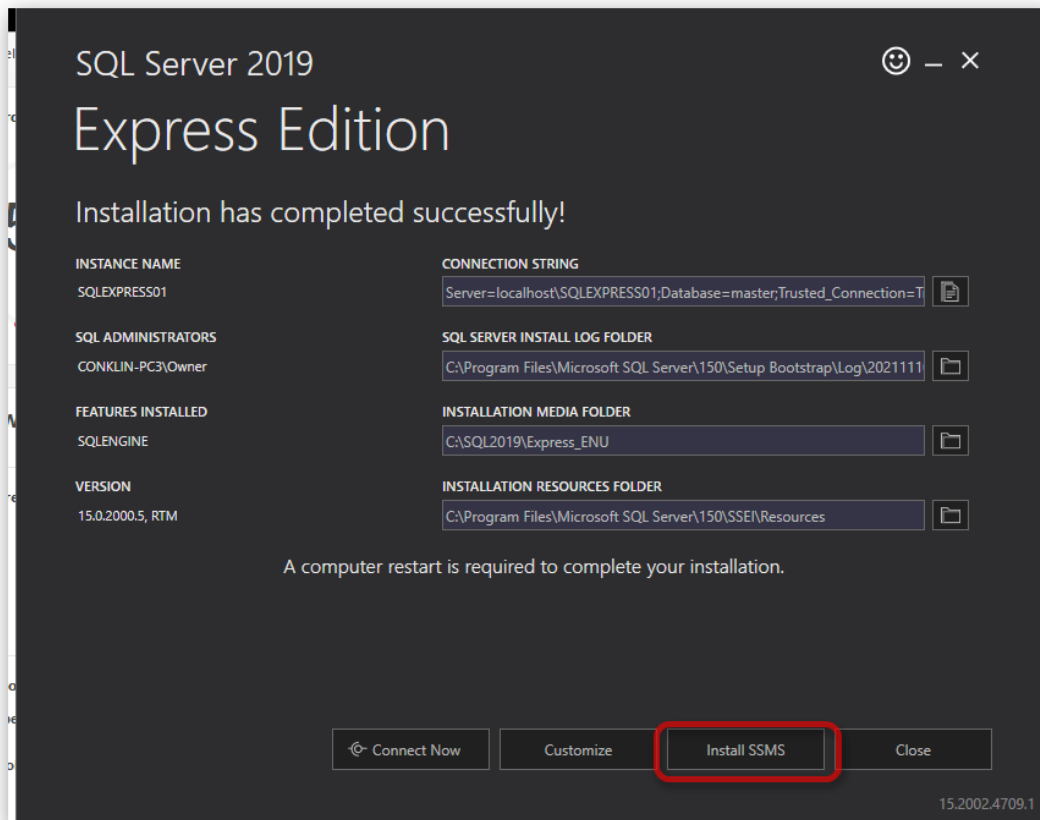 SQL Server 2019
Express Edition
Installation has completed successfully!
INSTANCE NAME
SQLEXPRESS01
CONNECTION STRING
Server=localhost\SQLEXPRESS01;Database=master;Trusted_Connection=T
SQL ADMINISTRATORS
CONKLIN-PC3\Owner
SQL SERVER INSTALL LOG FOLDER
C:\Program Files\Microsoft SQL Server\150\Setup Bootstrap\Log\2021111
FEATURES INSTALLED
SQLENGINE
INSTALLATION MEDIA FOLDER
C:\SQL2019\Express_ENU
VERSION
15.0.2000.5, RTM
INSTALLATION RESOURCES FOLDER
C:\Program Files\Microsoft SQL Server\150\SSEI\Resources
A computer restart is required to complete your installation.
Connect Now
Customize
Install SSMS
Close
15.2002.4709.1